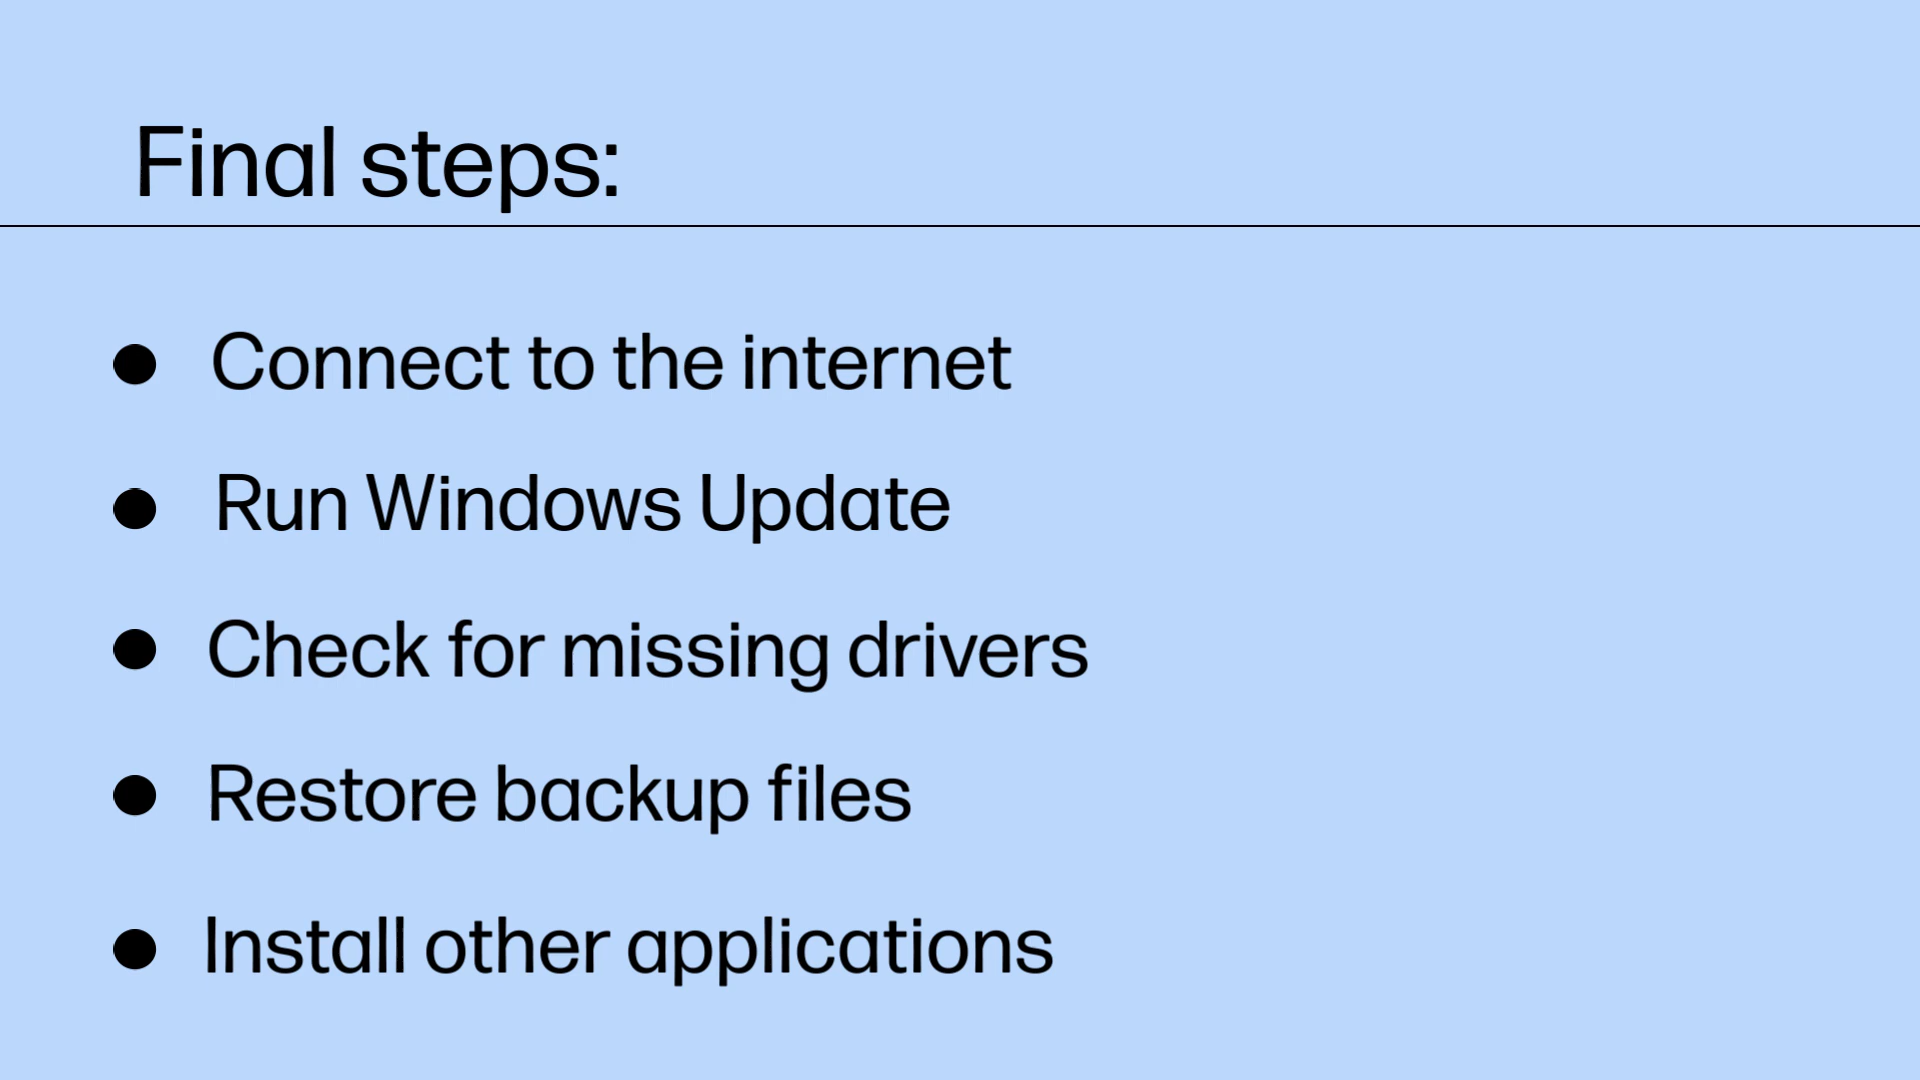 Final steps:
Connect to the internet
Run Windows Update
Check for missing drivers
Restore backup files
Install other applications